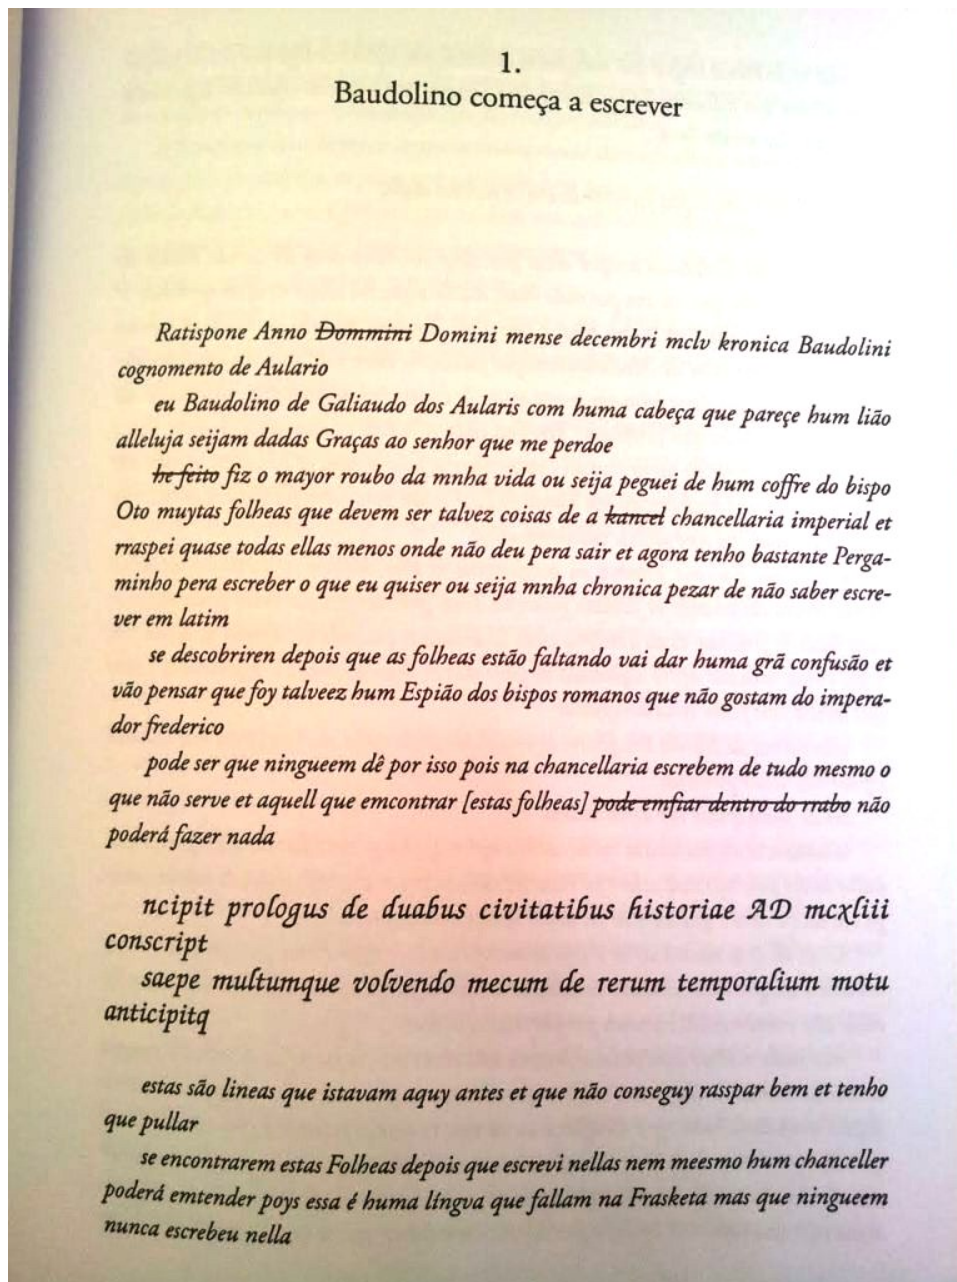 1.
Baudolino começa a escrever
Ratispone Anno Dommini Domini mense decembri mclv kronica Baudolini
cognomento de Aulario
eu Baudolino de Galiaudo dos Aularis com huma cabeça que pareçe hum lião
alleluja seijam dadas Graças ao senhor que me perdoe
he feito fiz o mayor roubo da mnha vida ou seija peguei de hum coffre do bispo
Oto muytas folheas que devem ser talvez coisas de a kancel chancellaria imperial et
rraspei quase todas ellas menos onde não deu pera sair et agora tenho bastante Perga-
minho pera escreber o que eu quiser ou seija mnha chronica pezar de não saber escre-
ver em latim
se descobriren depois que as folheas estão faltando vai dar huma grã confusão et
vão pensar que foy talveez hum Espião dos bispos romanos que não gostam do impera-
dor frederico
pode ser que ningueem dê por isso pois na chancellaria escrebem de tudo mesmo o
que não serve et aquell que emcontrar [estas folheas] pode emfiar dentro do rrabo não
poderá fazer nada
ncipit prologus de duabus civitatibus historiae AD mcxliii
conscript
saepe multumque volvendo mecum de rerum temporalium motu
anticipitq
estas são lineas que istavam aquy antes et que não conseguy rasspar bem et tenho
que pullar
se encontrarem estas Folheas depois que escrevi nellas nem meesmo hum chanceller
poderá emtender poys essa é huma língva que fallam na Frasketa mas que ningueem
nunca escrebeu nella